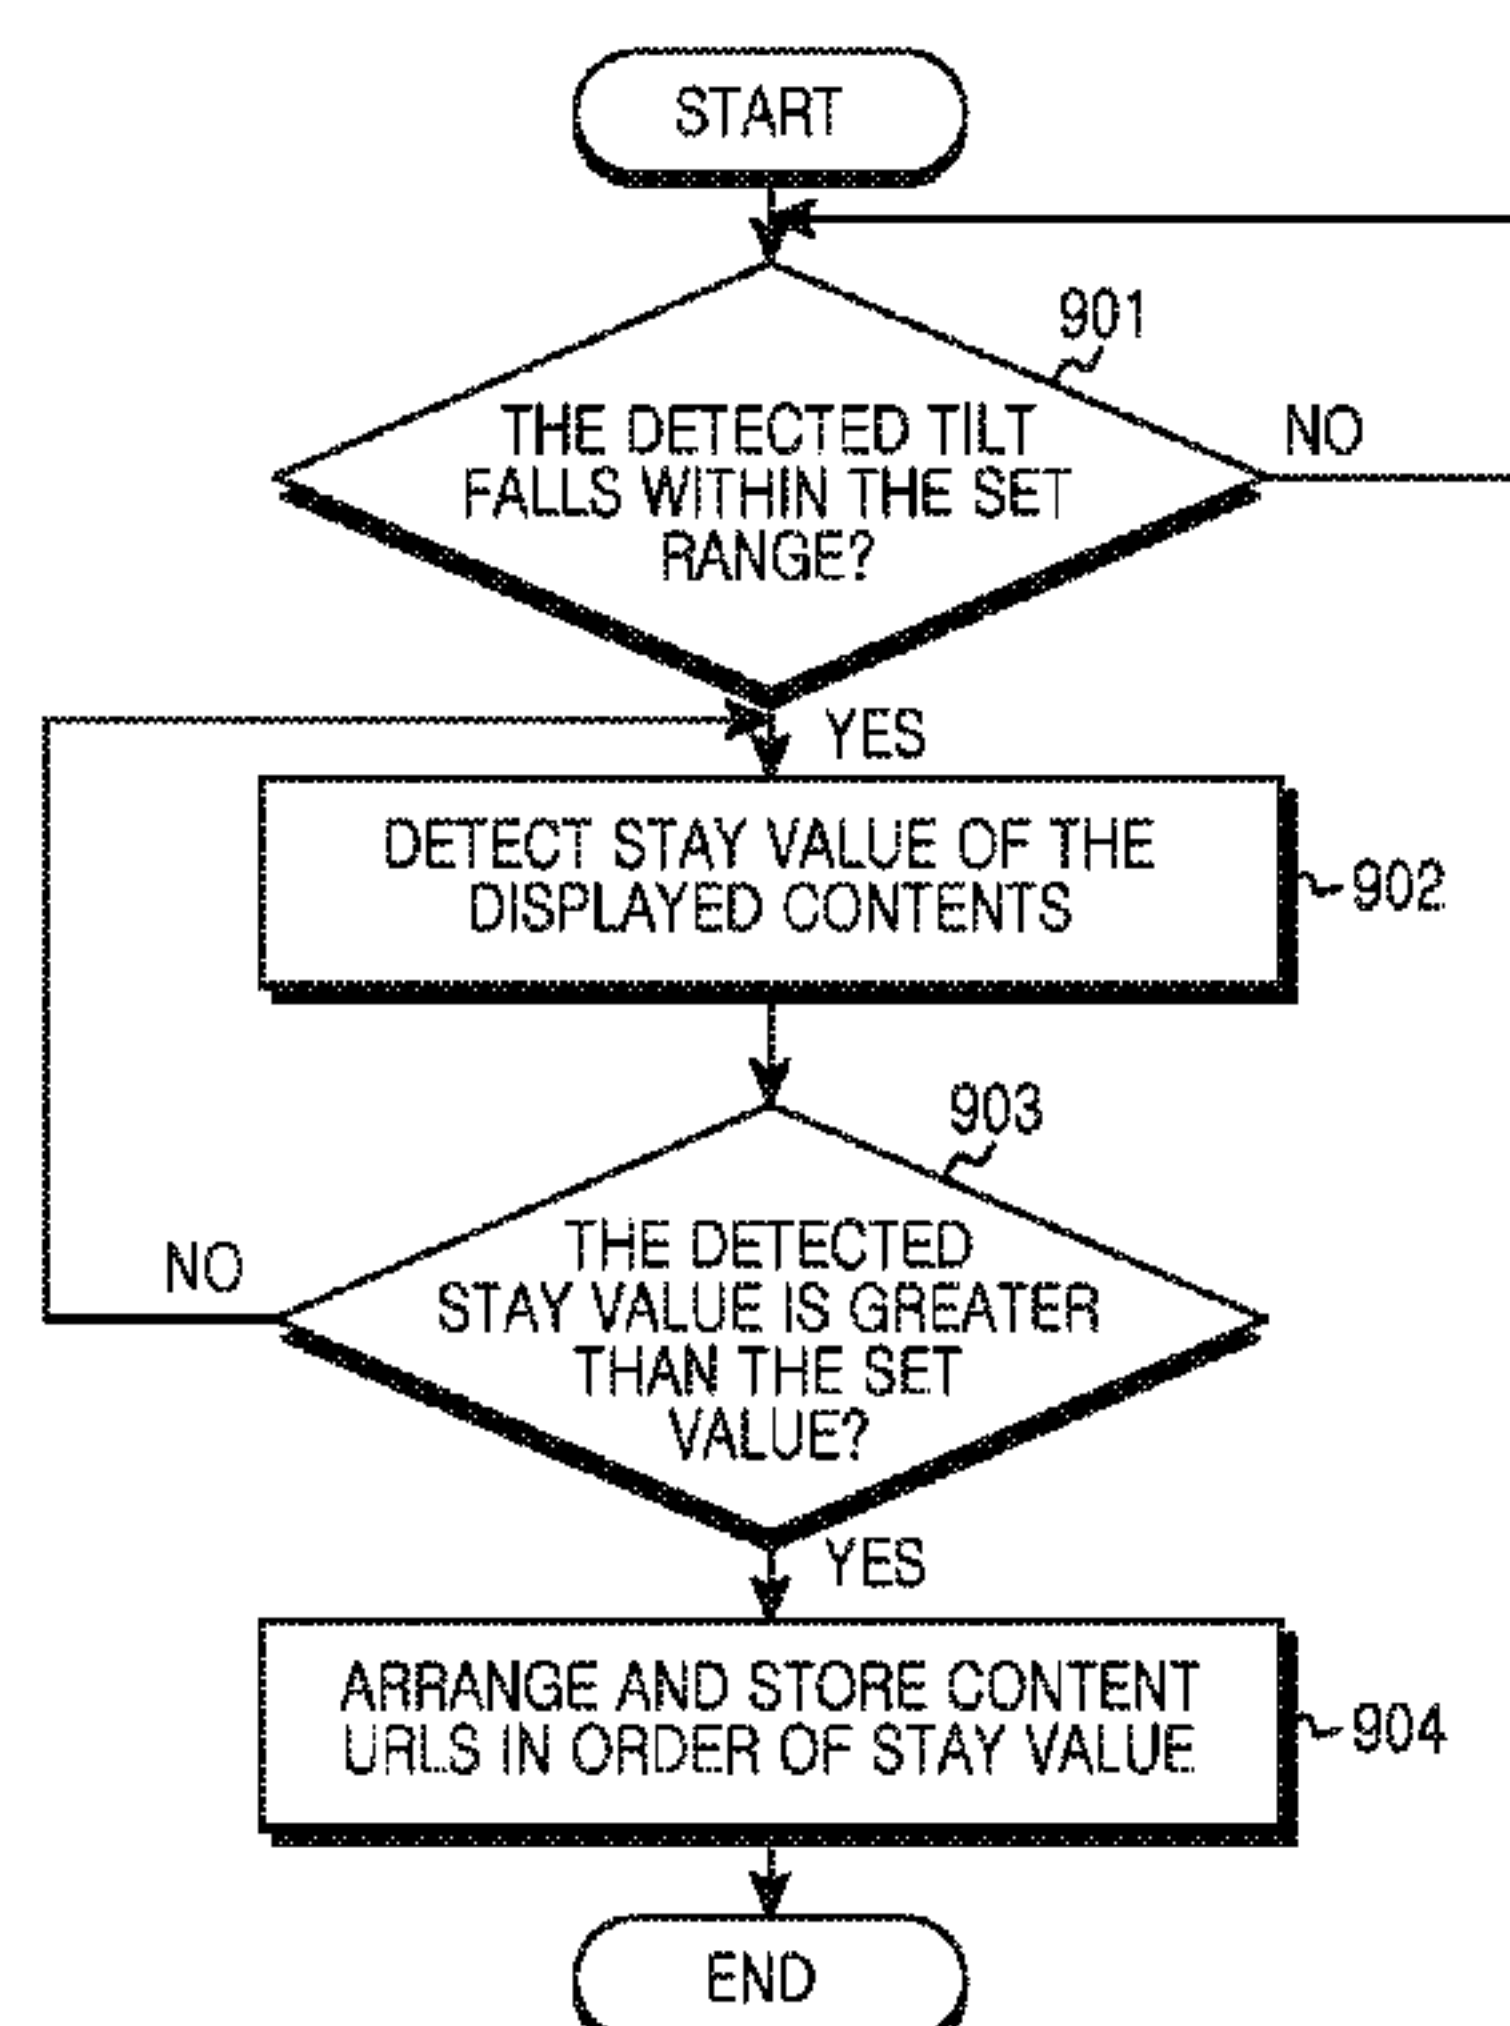 START
901
THE DETECTED TILT
FALLS WITHIN THE SET
RANGE?
NO
YES
DETECT STAY VALUE OF THE
DISPLAYED CONTENTS
902
903
THE DETECTED
STAY VALUE IS GREATER
THAN THE SET
VALUE?
NO
YES
ARRANGE AND STORE CONTENT
URLS IN ORDER OF STAY VALUE
904
END